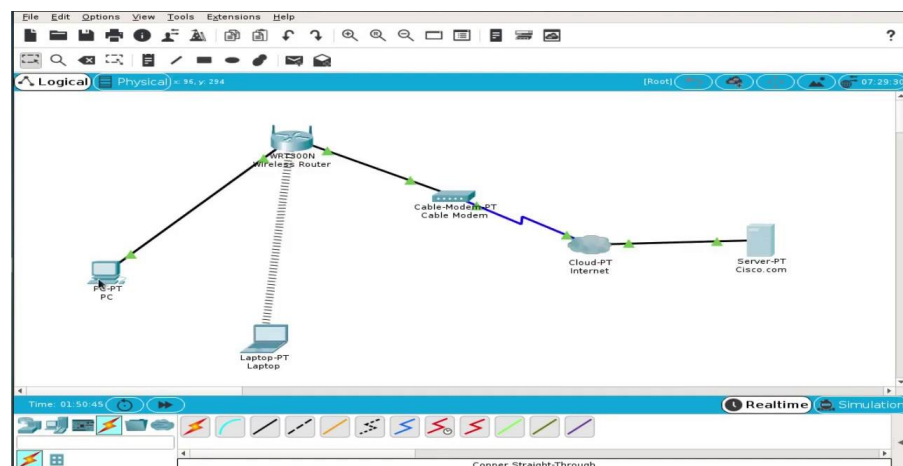 File Edit Options View Tools Extensions Help
?
Logical Physical x: 96, y: 294 [Root] 07:29:30
WRT300N
Wireless Router
Cable-Modem-PT
Cable Modem
Cloud-PT
Internet
Server-PT
Cisco.com
PC-PT
PC
Laptop-PT
Laptop
Time: 01:50:45 Realtime Simulation
Copper Straight-Through